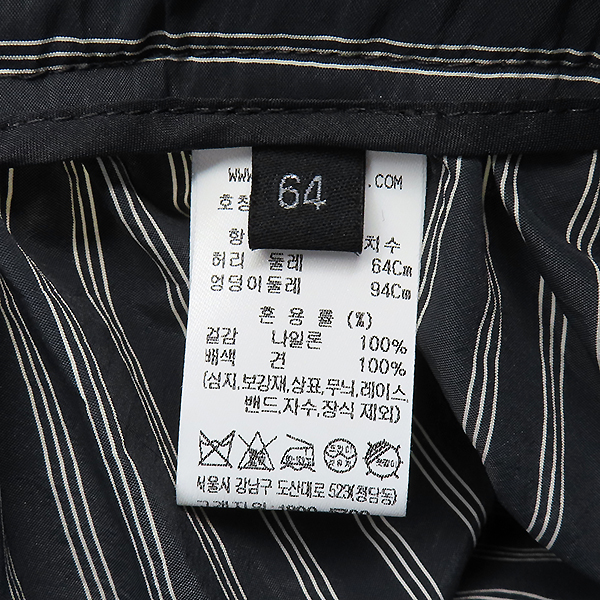 WWW
.COM
64
호칭
항
치수
허리 둘레 64Cm
엉덩이둘레 94Cm
혼 용 률 (%)
겉감 나일론 100%
배색 견 100%
(심지,보강재,상표,무늬,레이스,
밴드,자수,장식 제외)
서울시 강남구 도산대로 523(청담동)